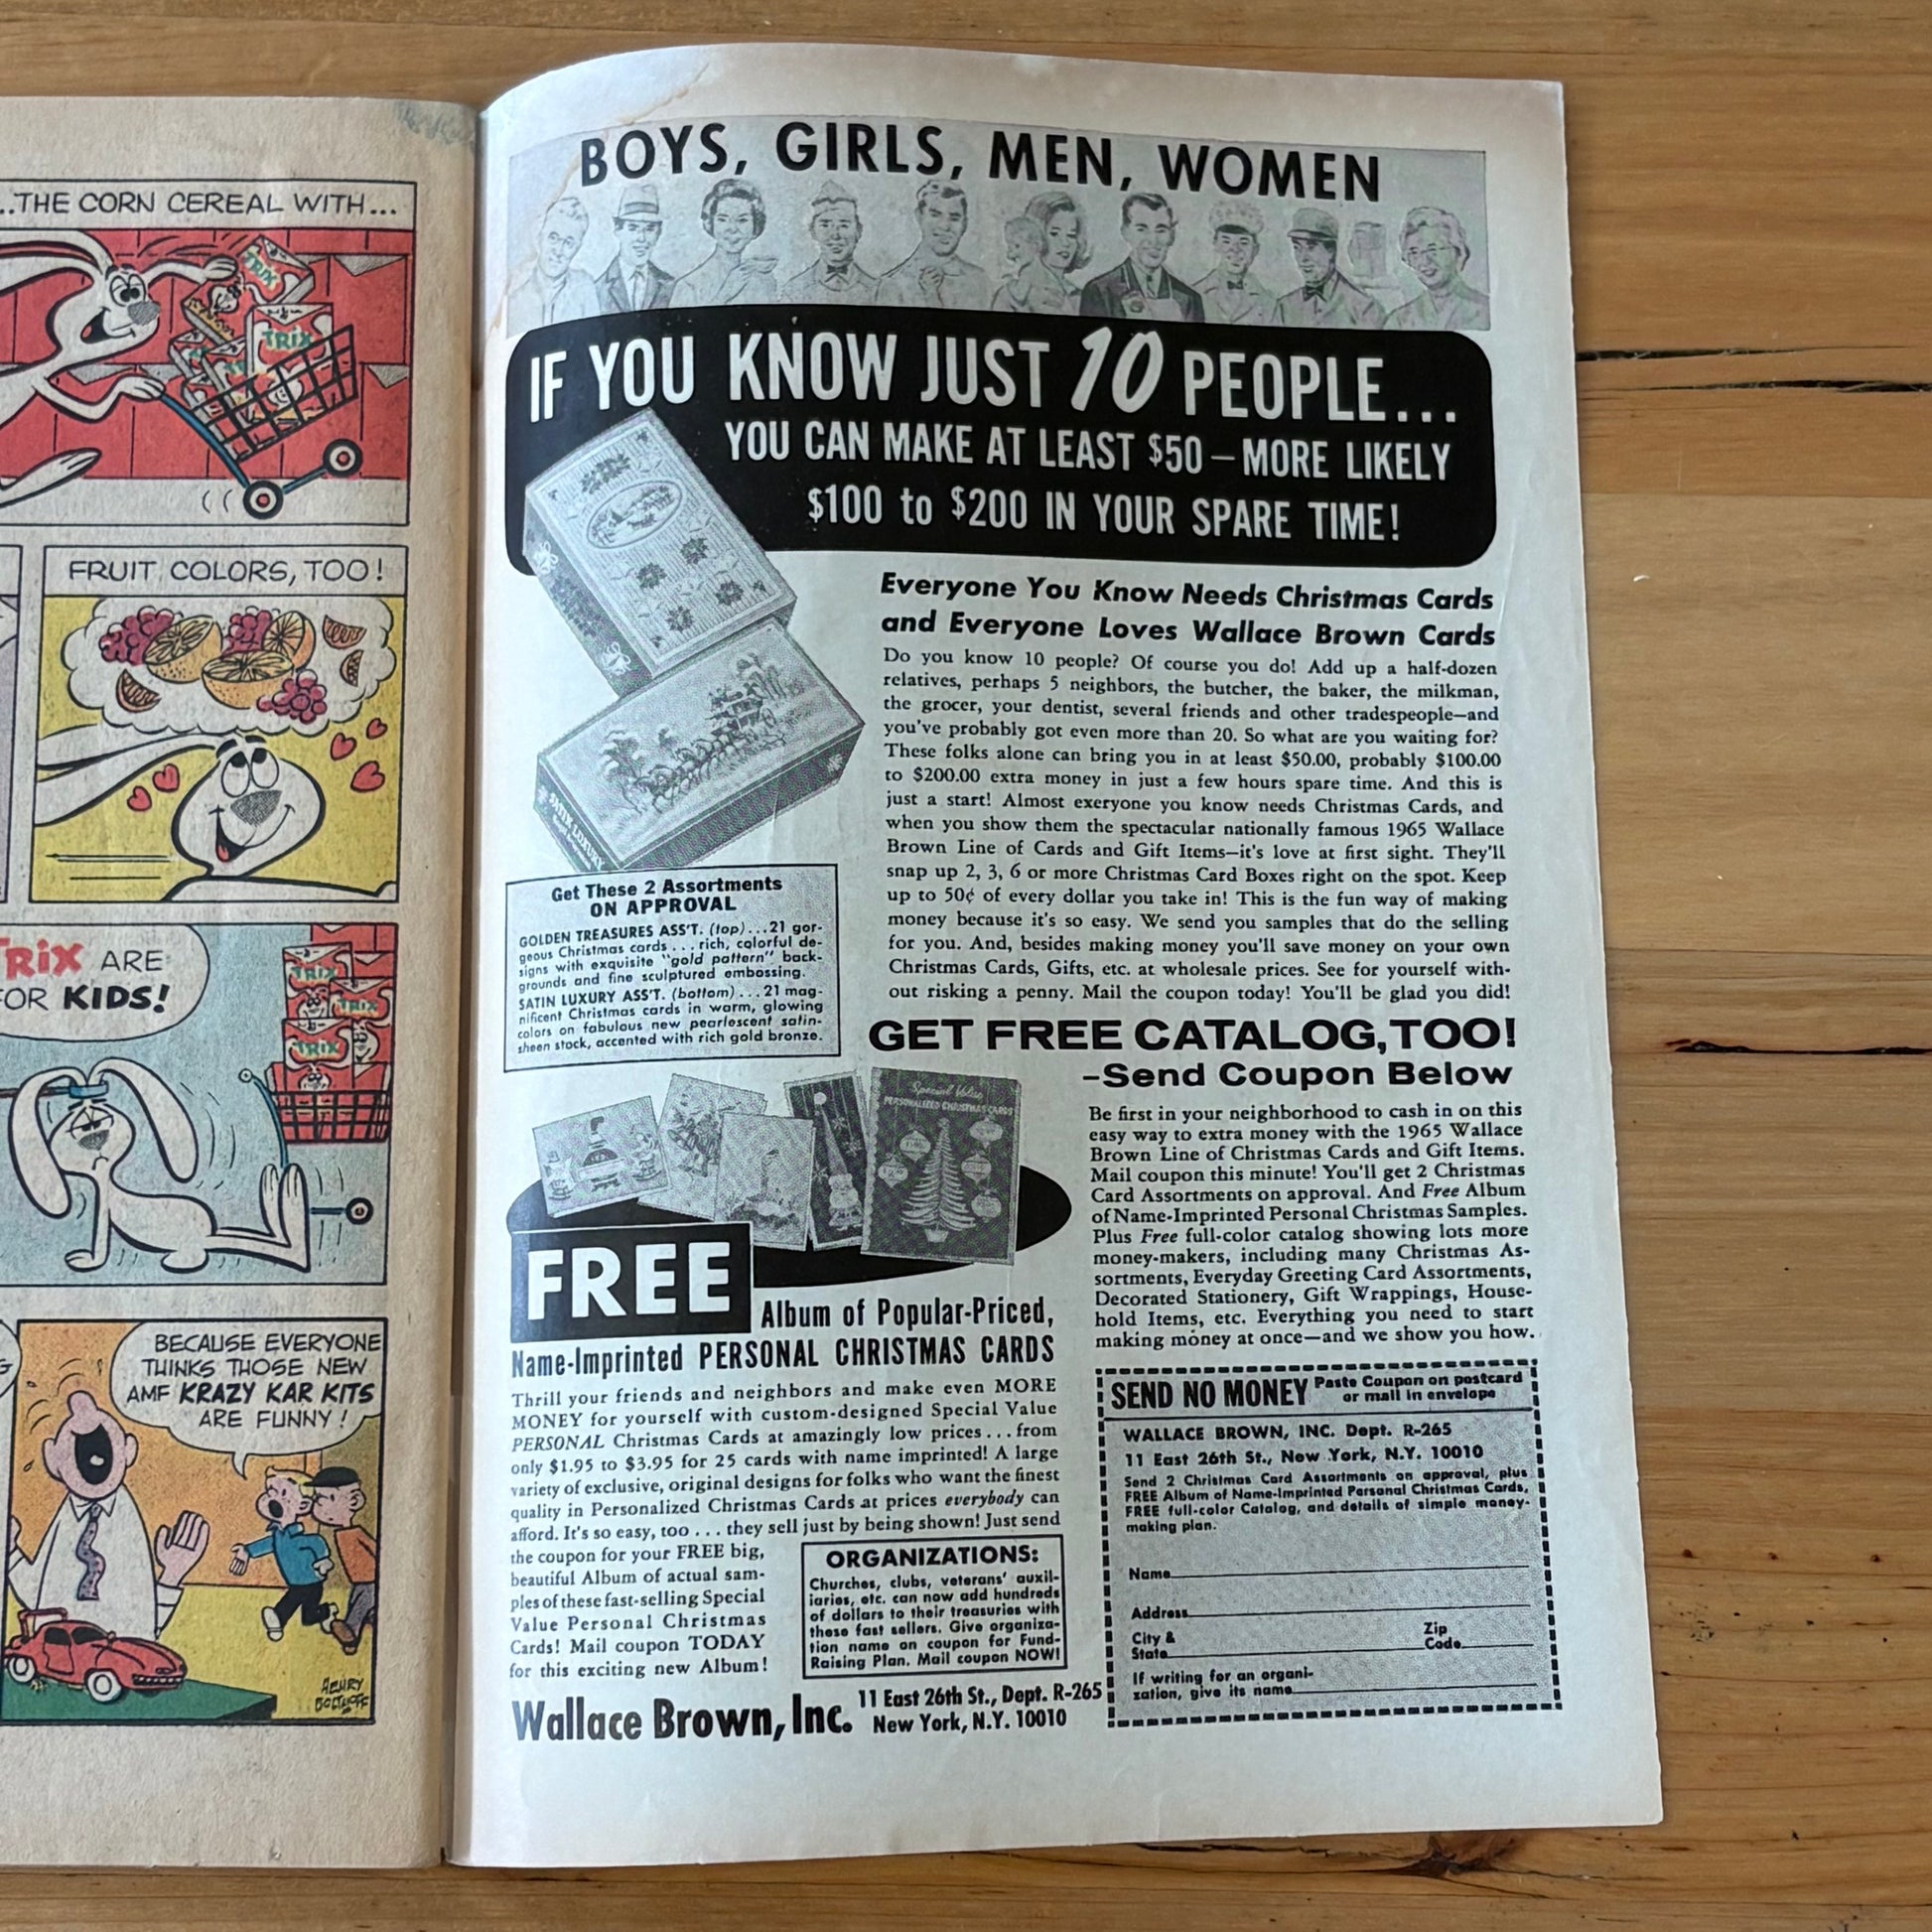 ..THE CORN CEREAL WITH...
TRIX
TRIX
FRUIT COLORS, TOO!
TRIX ARE
FOR KIDS!
TRIX
TRIX
TRIX
BECAUSE EVERYONE
THINKS THOSE NEW
AMF KRAZY KAR KITS
ARE FUNNY!
HENRY
BOLTINOFF
BOYS, GIRLS, MEN, WOMEN
IF YOU KNOW JUST 10 PEOPLE...
YOU CAN MAKE AT LEAST $50 – MORE LIKELY
$100 to $200 IN YOUR SPARE TIME!
SATIN LUXURY
Everyone You Know Needs Christmas Cards
and Everyone Loves Wallace Brown Cards
Do you know 10 people? Of course you do! Add up a half-dozen
relatives, perhaps 5 neighbors, the butcher, the baker, the milkman,
the grocer, your dentist, several friends and other tradespeople—and
you've probably got even more than 20. So what are you waiting for?
These folks alone can bring you in at least $50.00, probably $100.00
to $200.00 extra money in just a few hours spare time. And this is
just a start! Almost exeryone you know needs Christmas Cards, and
when you show them the spectacular nationally famous 1965 Wallace
Brown Line of Cards and Gift Items—it's love at first sight. They'll
snap up 2, 3, 6 or more Christmas Card Boxes right on the spot. Keep
up to 50¢ of every dollar you take in! This is the fun way of making
money because it's so easy. We send you samples that do the selling
for you. And, besides making money you'll save money on your own
Christmas Cards, Gifts, etc. at wholesale prices. See for yourself with-
out risking a penny. Mail the coupon today! You'll be glad you did!
Get These 2 Assortments
ON APPROVAL
GOLDEN TREASURES ASS'T. (top)...21 gor-
geous Christmas cards . . . rich, colorful de-
signs with exquisite "gold pattern" back-
grounds and fine sculptured embossing.
SATIN LUXURY ASS'T. (bottom) . . . 21 mag-
nificent Christmas cards in warm, glowing
colors on fabulous new pearlescent satin-
sheen stock, accented with rich gold bronze.
GET FREE CATALOG, TOO!
–Send Coupon Below
Be first in your neighborhood to cash in on this
easy way to extra money with the 1965 Wallace
Brown Line of Christmas Cards and Gift Items.
Mail coupon this minute! You'll get 2 Christmas
Card Assortments on approval. And Free Album
of Name-Imprinted Personal Christmas Samples.
Plus Free full-color catalog showing lots more
money-makers, including many Christmas As-
sortments, Everyday Greeting Card Assortments,
Decorated Stationery, Gift Wrappings, House-
hold Items, etc. Everything you need to start
making money at once—and we show you how.
Special Value
PERSONALIZED CHRISTMAS CARDS
FREE
Album of Popular-Priced,
Name-Imprinted PERSONAL CHRISTMAS CARDS
Thrill your friends and neighbors and make even MORE
MONEY for yourself with custom-designed Special Value
PERSONAL Christmas Cards at amazingly low prices . . . from
only $1.95 to $3.95 for 25 cards with name imprinted! A large
variety of exclusive, original designs for folks who want the finest
quality in Personalized Christmas Cards at prices everybody can
afford. It's so easy, too . . . they sell just by being shown! Just send
the coupon for your FREE big,
beautiful Album of actual sam-
ples of these fast-selling Special
Value Personal Christmas
Cards! Mail coupon TODAY
for this exciting new Album!
ORGANIZATIONS:
Churches, clubs, veterans' auxil-
iaries, etc. can now add hundreds
of dollars to their treasuries with
these fast sellers. Give organiza-
tion name on coupon for Fund-
Raising Plan. Mail coupon NOW!
Wallace Brown, Inc.
11 East 26th St., Dept. R-265
New York, N.Y. 10010
SEND NO MONEY
Paste Coupon on postcard
or mail in envelope
WALLACE BROWN, INC. Dept. R-265
11 East 26th St., New York, N.Y. 10010
Send 2 Christmas Card Assortments on approval, plus
FREE Album of Name-Imprinted Personal Christmas Cards,
FREE full-color Catalog, and details of simple money-
making plan.
Name
Address
City &
State
Zip
Code
If writing for an organi-
zation, give its name